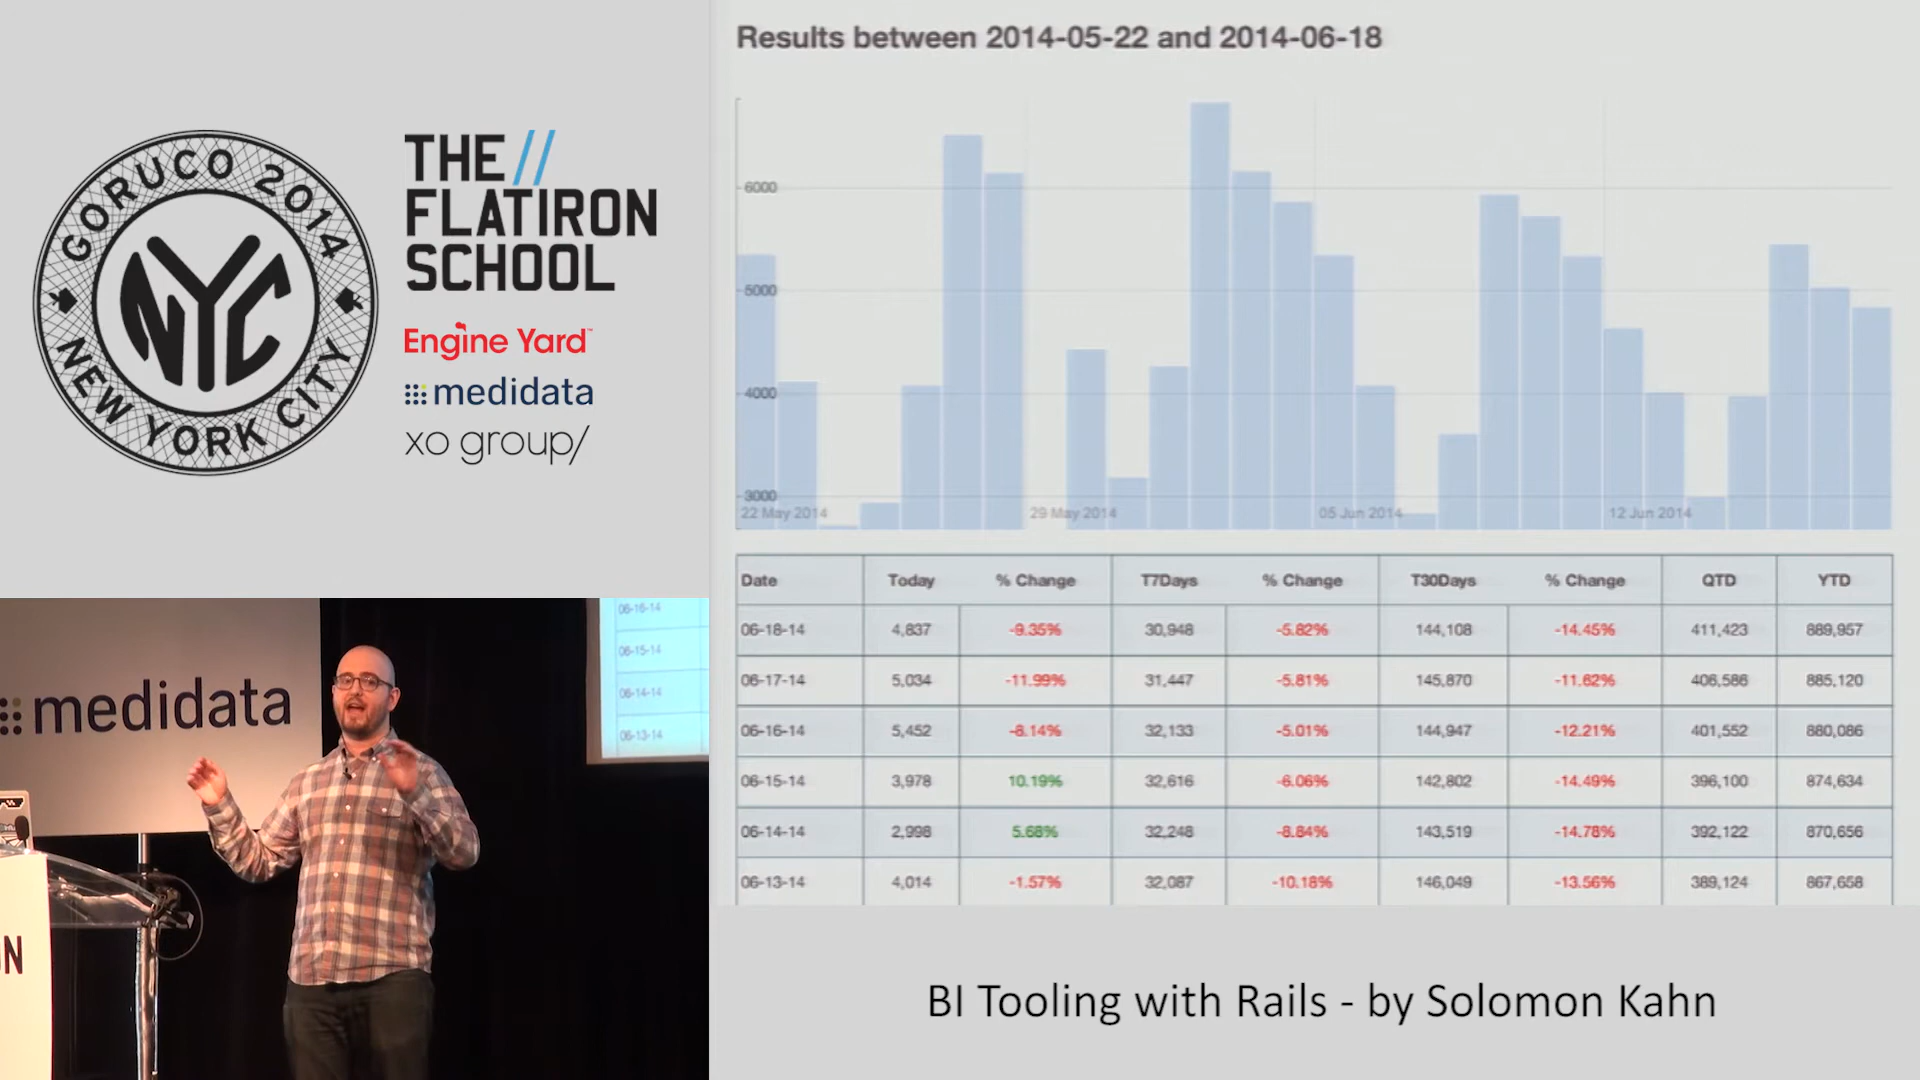 GORUCO 2014
NYC
NEW YORK CITY
THE //
FLATIRON
SCHOOL
Engine Yard™
medidata
xo group/
Results between 2014-05-22 and 2014-06-18
6000
5000
4000
3000
22 May 2014 29 May 2014 05 Jun 2014 12 Jun 2014
Date Today % Change T7Days % Change T30Days % Change QTD YTD
06-18-14 4,837 -9.35% 30,948 -5.82% 144,108 -14.45% 411,423 889,957
06-17-14 5,034 -11.99% 31,447 -5.81% 145,870 -11.62% 406,586 885,120
06-16-14 5,452 -8.14% 32,133 -5.01% 144,947 -12.21% 401,552 880,086
06-15-14 3,978 10.19% 32,616 -6.06% 142,802 -14.49% 396,100 874,634
06-14-14 2,998 5.68% 32,248 -8.84% 143,519 -14.78% 392,122 870,656
06-13-14 4,014 -1.57% 32,087 -10.18% 146,049 -13.56% 389,124 867,658
medidata
06-16-14
06-15-14
06-14-14
06-13-14
ON
BI Tooling with Rails - by Solomon Kahn